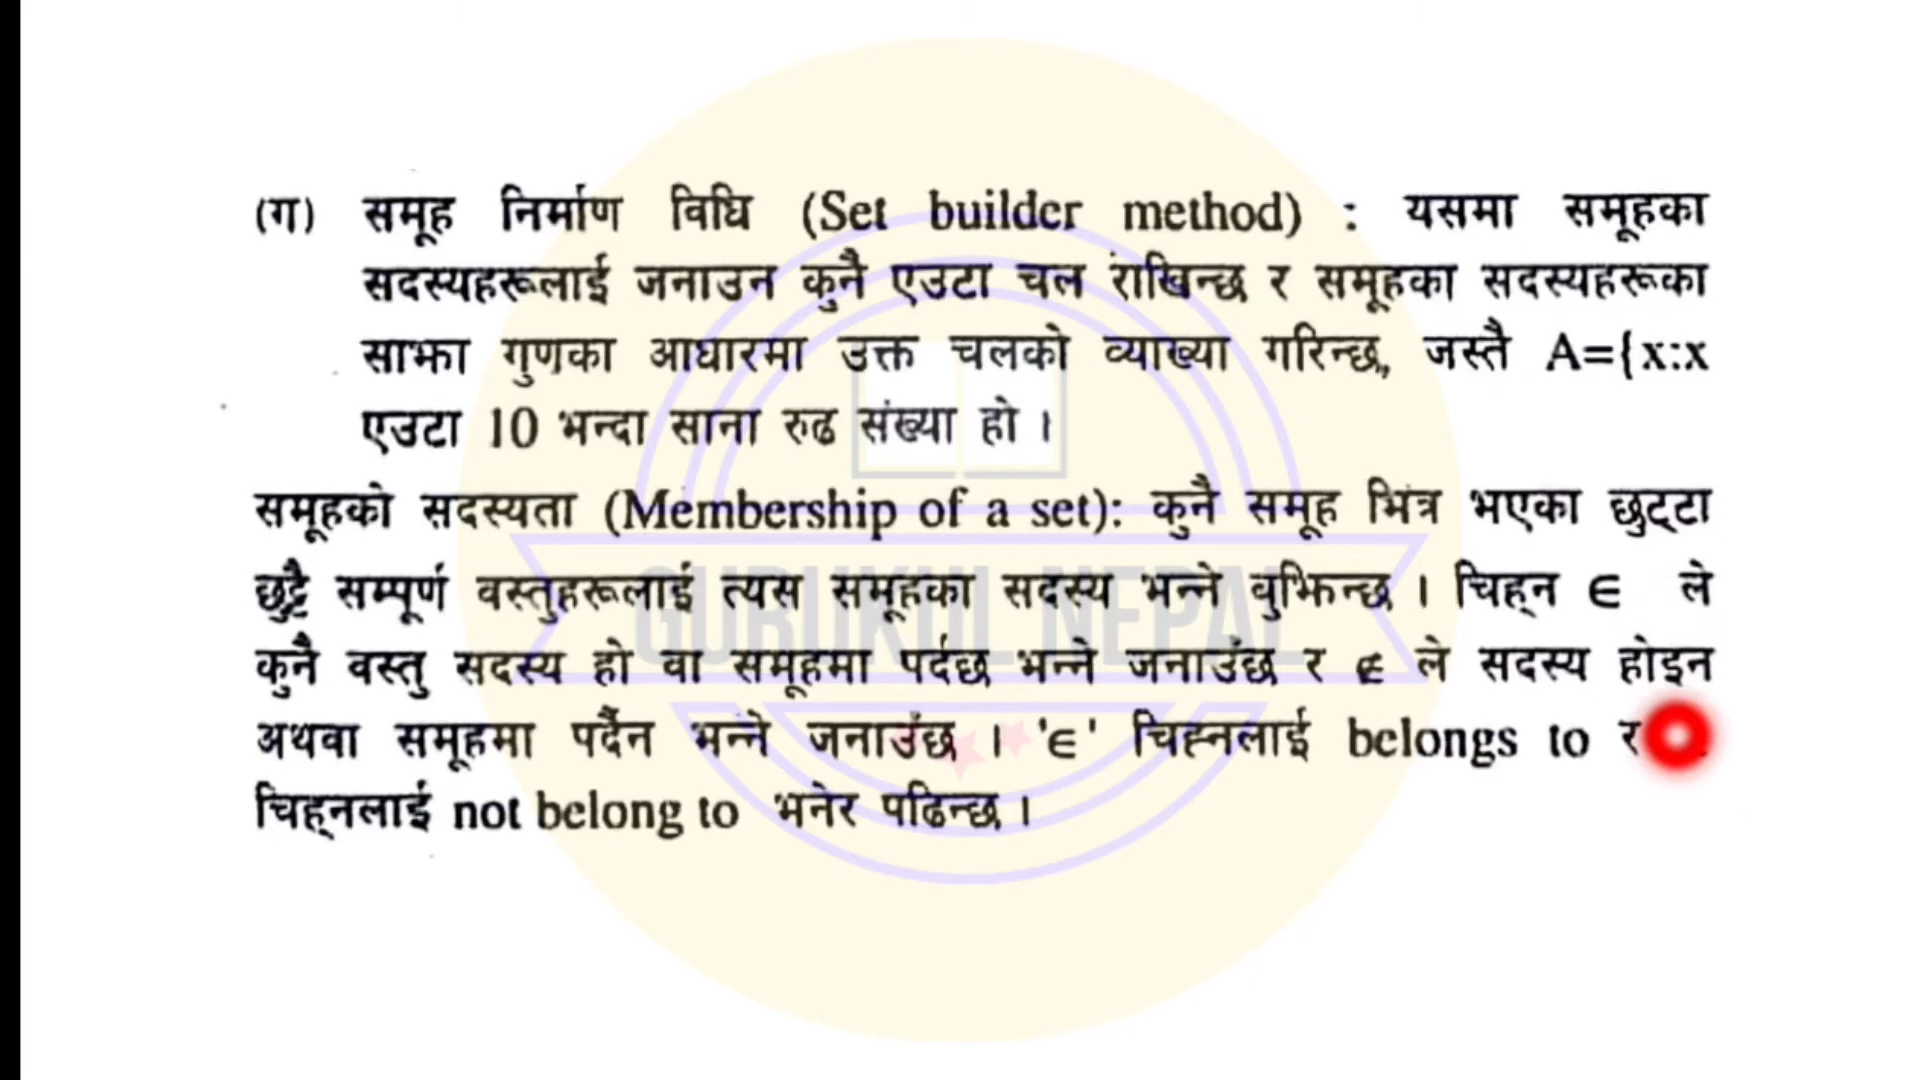 (ग) समूह निर्माण विधि (Set builder method) : यसमा समूहका
सदस्यहरूलाई जनाउन कुनै एउटा चल राखिन्छ र समूहका सदस्यहरूका
साझा गुणका आधारमा उक्त चलको व्याख्या गरिन्छ, जस्तै A={x:x
एउटा 10 भन्दा साना रुढ संख्या हो ।
समूहको सदस्यता (Membership of a set): कुनै समूह भित्र भएका छुट्टा
छुट्टै सम्पूर्ण वस्तुहरूलाई त्यस समूहका सदस्य भन्ने बुझिन्छ । चिह्न ∈ ले
कुनै वस्तु सदस्य हो वा समूहमा पर्दछ भन्ने जनाउँछ र ∉ ले सदस्य होइन
अथवा समूहमा पर्दैन भन्ने जनाउँछ । '∈' चिह्नलाई belongs to र
चिह्नलाई not belong to भनेर पढिन्छ ।
GURUKUL NEPAL